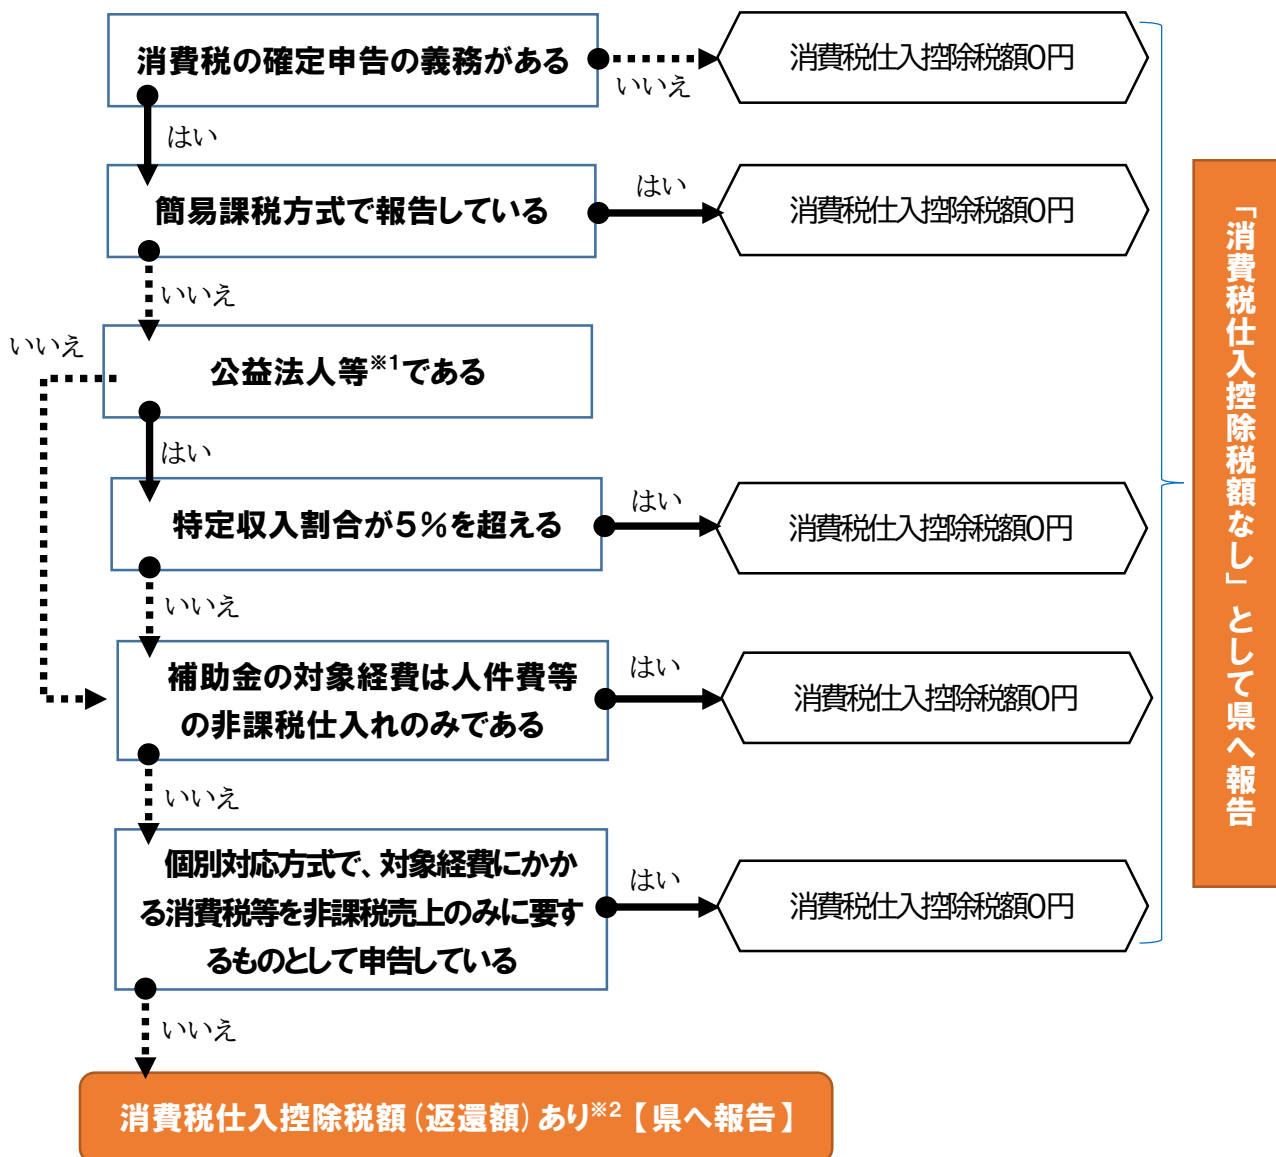 消費税の確定申告の義務がある
いいえ
消費税仕入控除税額0円
はい
簡易課税方式で報告している
はい
消費税仕入控除税額0円
いいえ
公益法人等※1である
いいえ
はい
特定収入割合が5％を超える
はい
消費税仕入控除税額0円
いいえ
補助金の対象経費は人件費等
の非課税仕入れのみである
はい
消費税仕入控除税額0円
いいえ
個別対応方式で、対象経費にかか
る消費税等を非課税売上のみに要す
るものとして申告している
はい
消費税仕入控除税額0円
いいえ
消費税仕入控除税額(返還額)あり※2【県へ報告】
「消費税仕入控除税額なし」として県へ報告